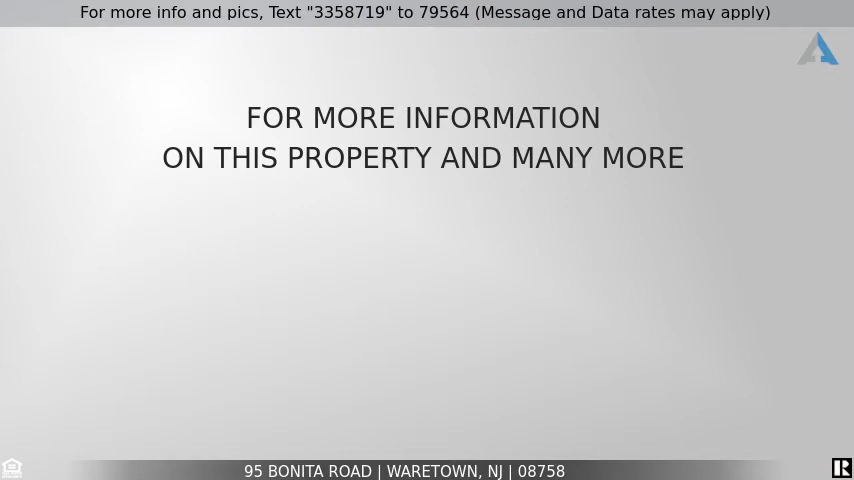 For more info and pics, Text "3358719" to 79564 (Message and Data rates may apply)
FOR MORE INFORMATION
ON THIS PROPERTY AND MANY MORE
95 BONITA ROAD | WARETOWN, NJ | 08758